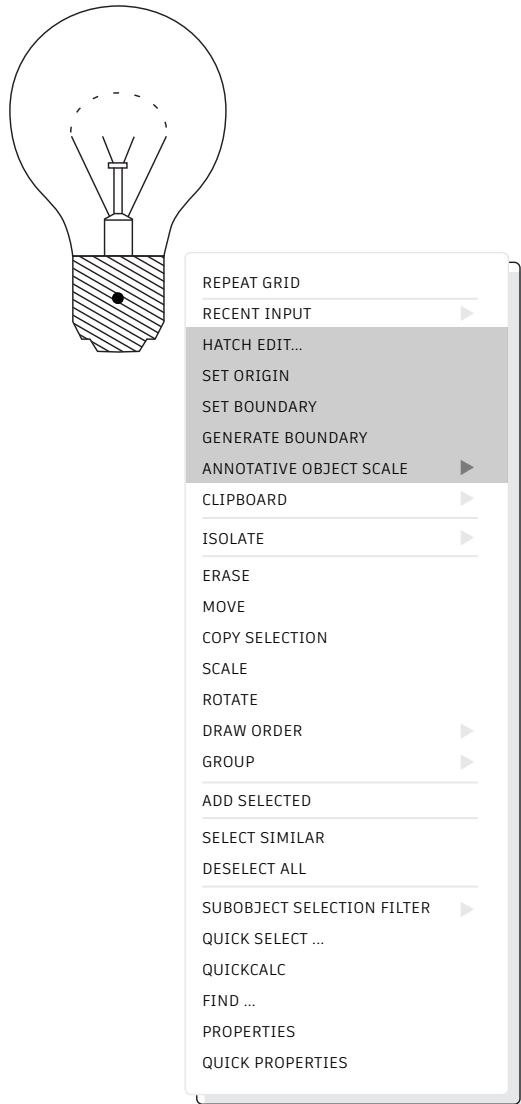 REPEAT GRID
RECENT INPUT
HATCH EDIT...
SET ORIGIN
SET BOUNDARY
GENERATE BOUNDARY
ANNOTATIVE OBJECT SCALE
CLIPBOARD
ISOLATE
ERASE
MOVE
COPY SELECTION
SCALE
ROTATE
DRAW ORDER
GROUP
ADD SELECTED
SELECT SIMILAR
DESELECT ALL
SUBOBJECT SELECTION FILTER
QUICK SELECT ...
QUICKCALC
FIND ...
PROPERTIES
QUICK PROPERTIES